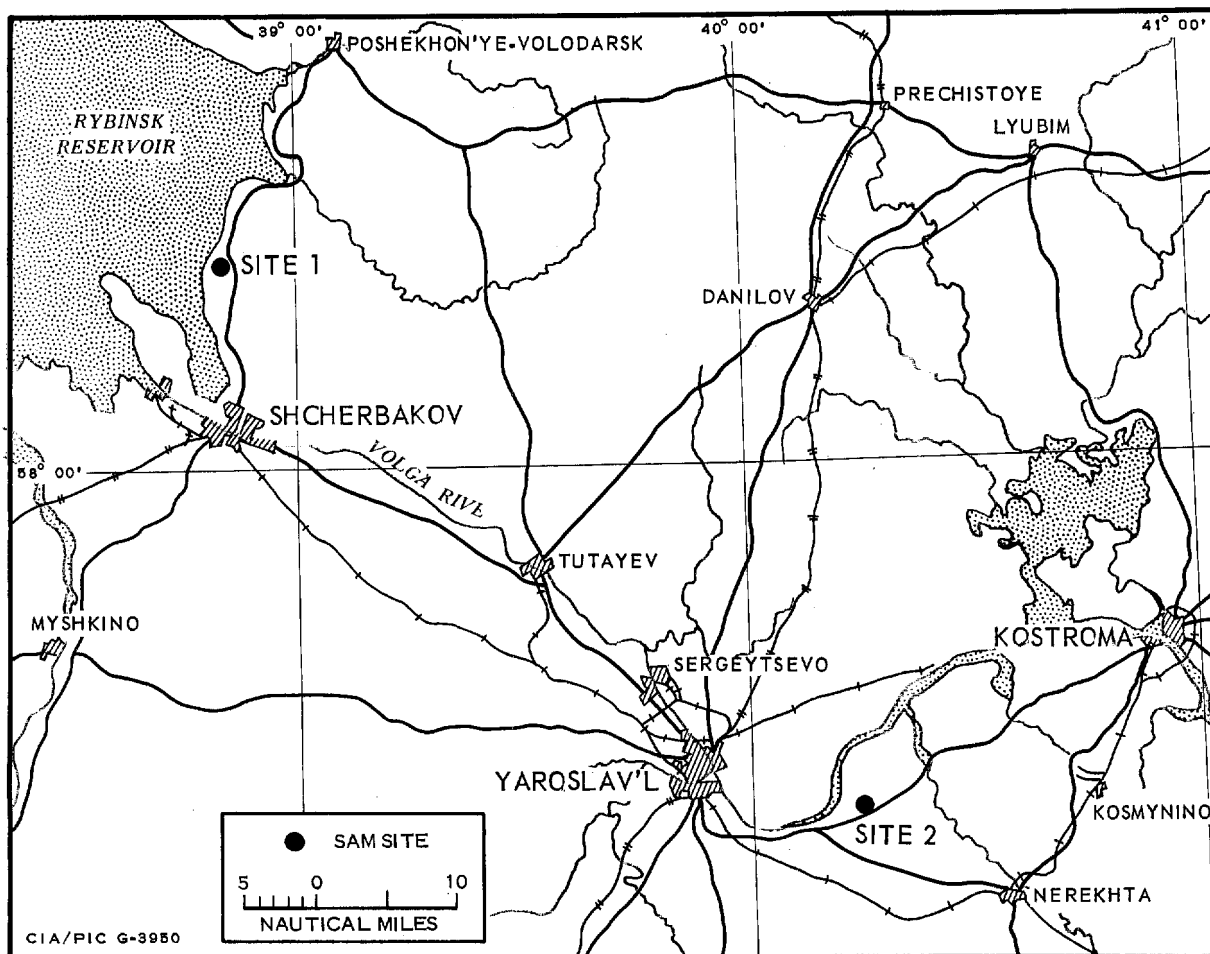 39° 00'
40° 00'
41° 00'
POSHEKHON'YE-VOLODARSK
PRECHISTOYE
LYUBIM
RYBINSK
RESERVOIR
SITE 1
DANILOV
SHCHERBAKOV
VOLGA RIVE
58° 00'
TUTAYEV
MYSHKINO
KOSTROMA
SERGEYTSEVO
YAROSLAV'L
KOSMYNINO
SITE 2
SAM SITE
5 0 10
NAUTICAL MILES
NEREKHTA
CIA/PIC G-3950